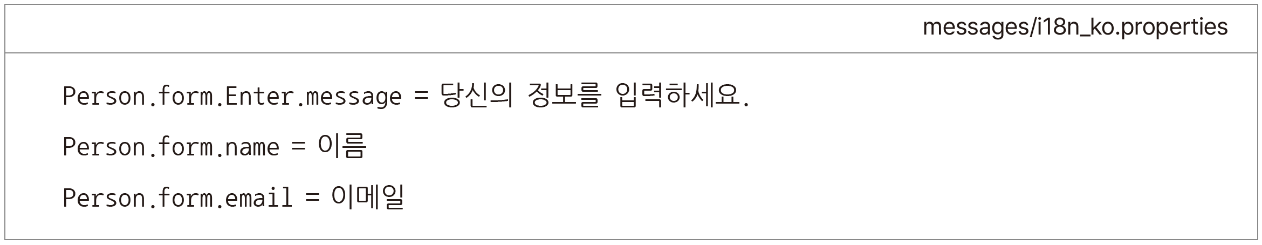 messages/i18n_ko.properties
Person.form.Enter.message = 당신의 정보를 입력하세요.
Person.form.name = 이름
Person.form.email = 이메일